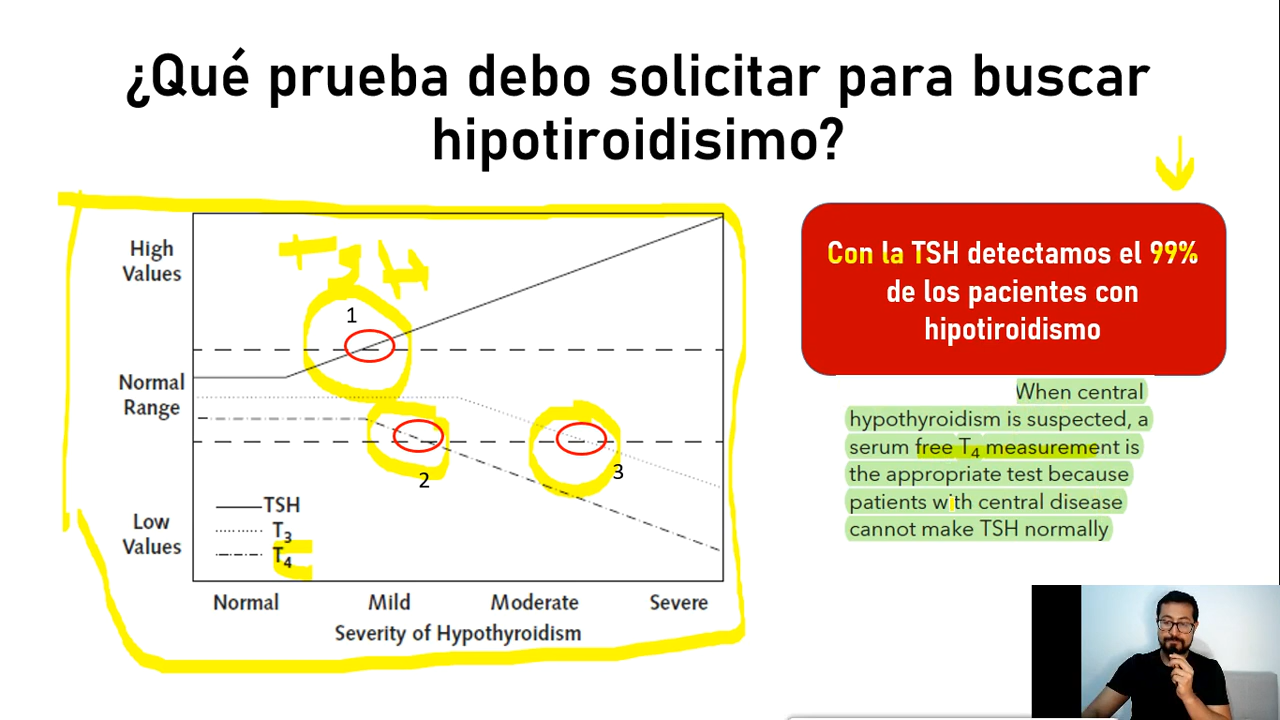 ¿Qué prueba debo solicitar para buscar
hipotiroidisimo?
High
Values
Normal
Range
Low
Values
1
2
3
TSH
T₃
T₄
Normal
Mild
Moderate
Severe
Severity of Hypothyroidism
Con la TSH detectamos el 99%
de los pacientes con
hipotiroidismo
When central
hypothyroidism is suspected, a
serum free T₄ measurement is
the appropriate test because
patients with central disease
cannot make TSH normally